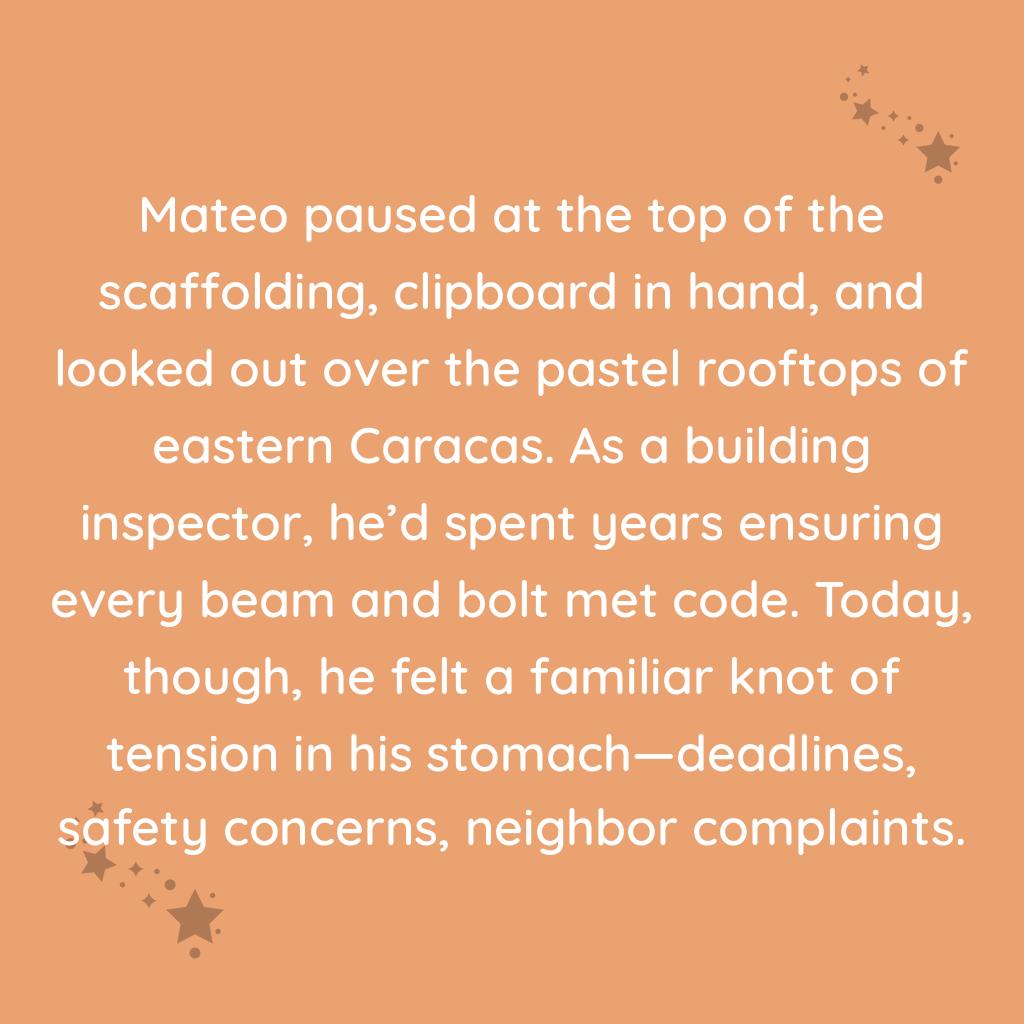 Mateo paused at the top of the
scaffolding, clipboard in hand, and
looked out over the pastel rooftops of
eastern Caracas. As a building
inspector, he’d spent years ensuring
every beam and bolt met code. Today,
though, he felt a familiar knot of
tension in his stomach—deadlines,
safety concerns, neighbor complaints.